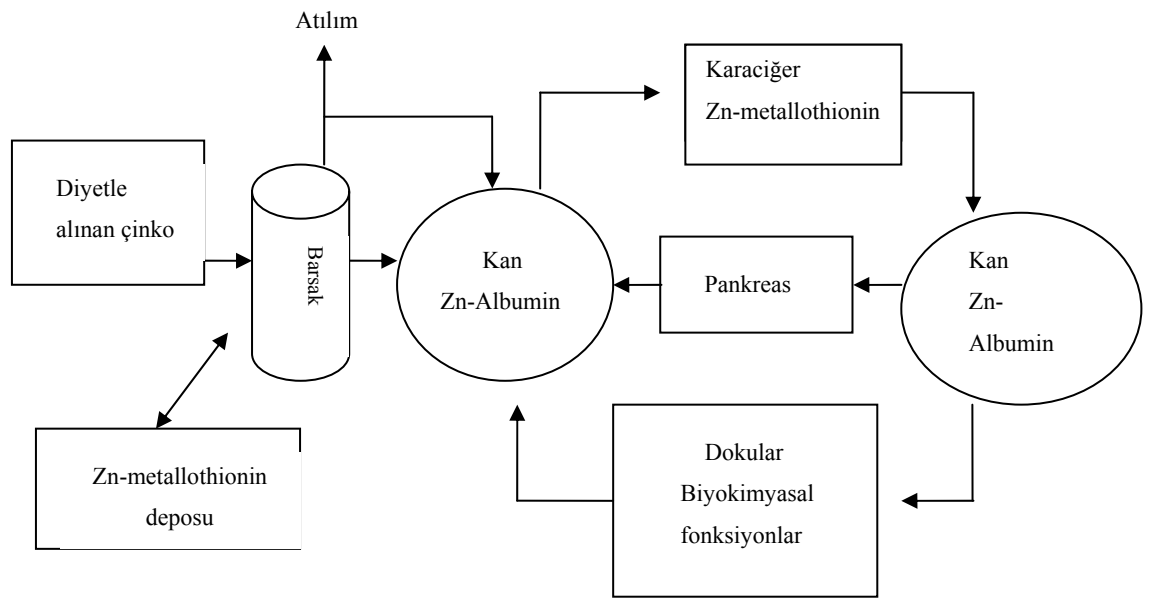 Atılım
Diyetle
alınan çinko
Barsak
Zn-metallothionin
deposu
Kan
Zn-Albumin
Karaciğer
Zn-metallothionin
Pankreas
Kan
Zn-
Albumin
Dokular
Biyokimyasal
fonksiyonlar